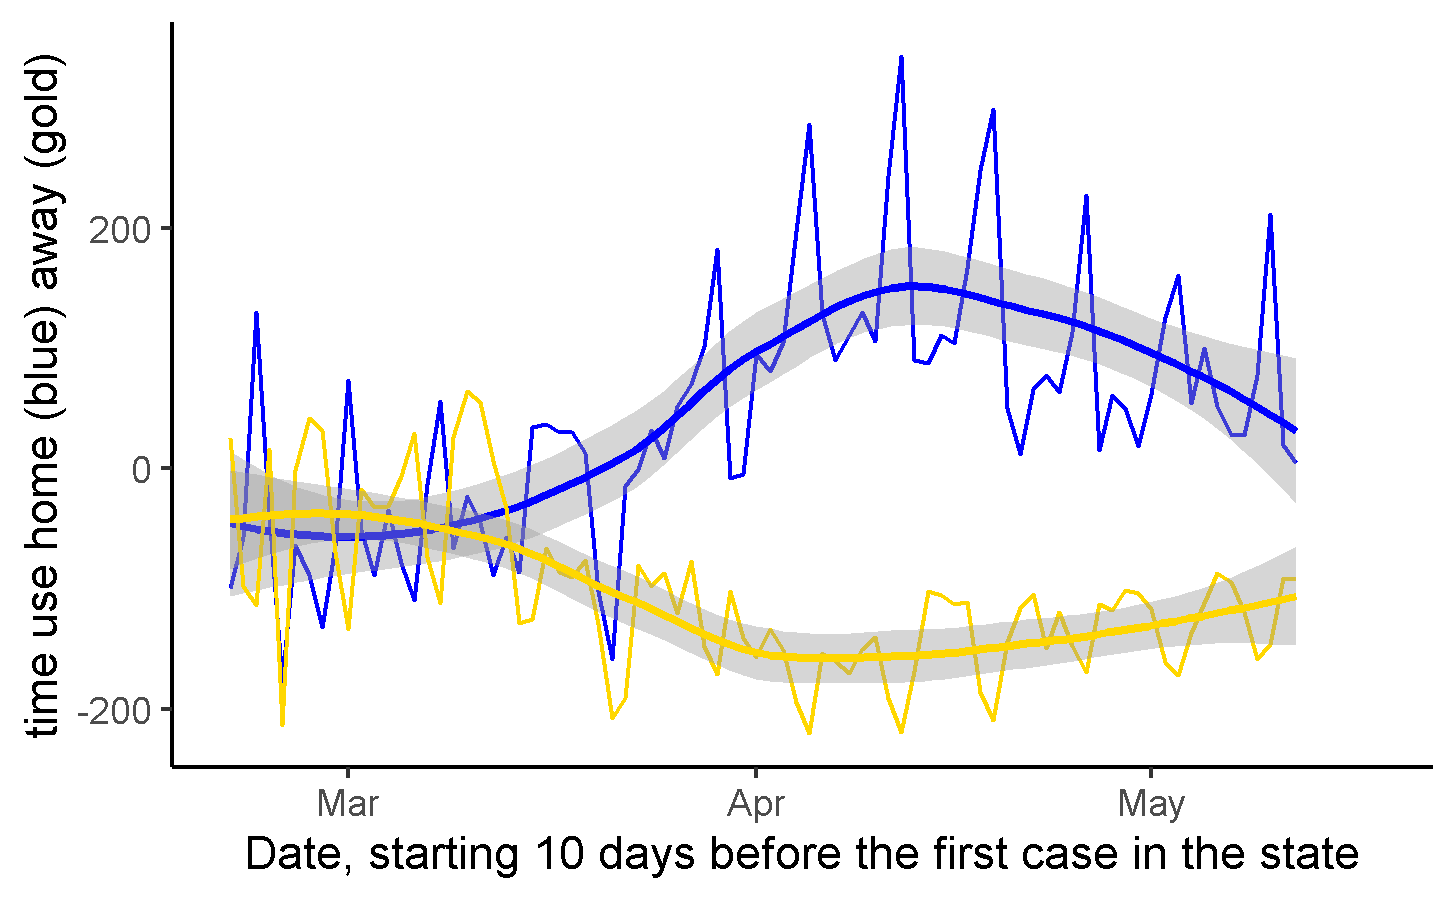 time use home (blue) away (gold)
200
0
-200
Mar
Apr
May
Date, starting 10 days before the first case in the state